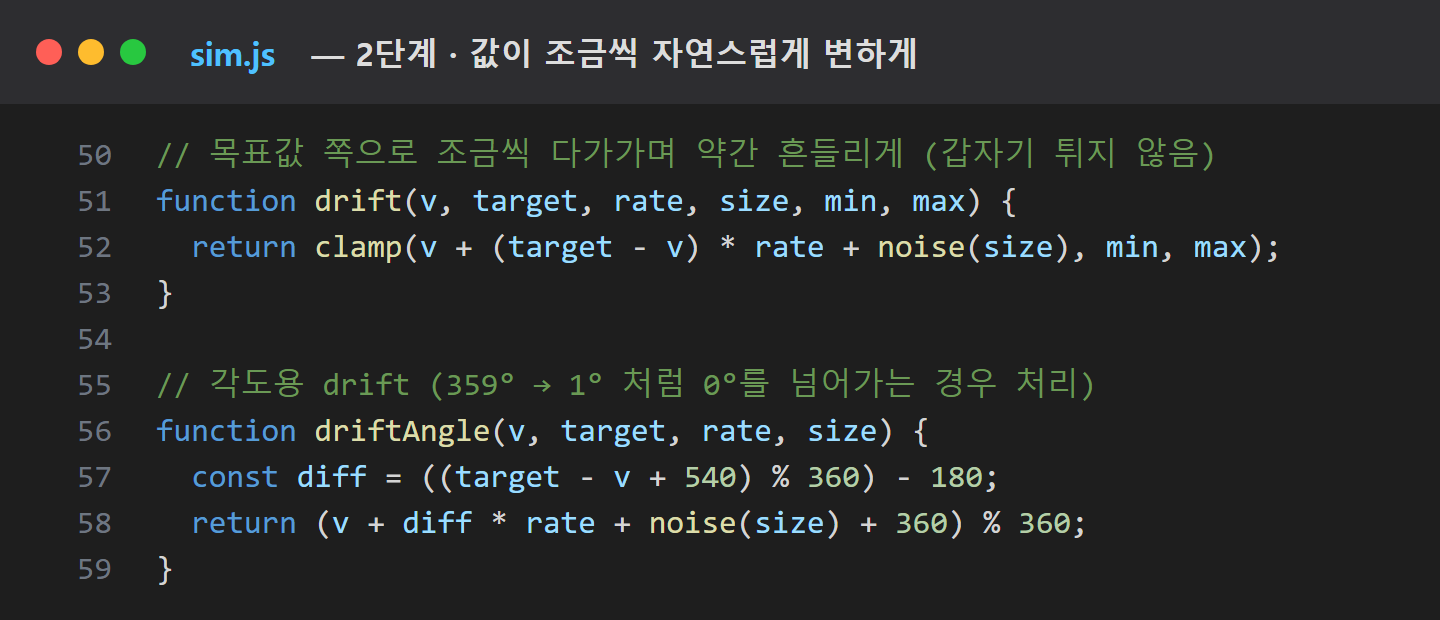 sim.js — 2단계 · 값이 조금씩 자연스럽게 변하게
50 // 목표값 쪽으로 조금씩 다가가며 약간 흔들리게 (갑자기 튀지 않음)
51 function drift(v, target, rate, size, min, max) {
52   return clamp(v + (target - v) * rate + noise(size), min, max);
53 }
54
55 // 각도용 drift (359° → 1° 처럼 0°를 넘어가는 경우 처리)
56 function driftAngle(v, target, rate, size) {
57   const diff = ((target - v + 540) % 360) - 180;
58   return (v + diff * rate + noise(size) + 360) % 360;
59 }